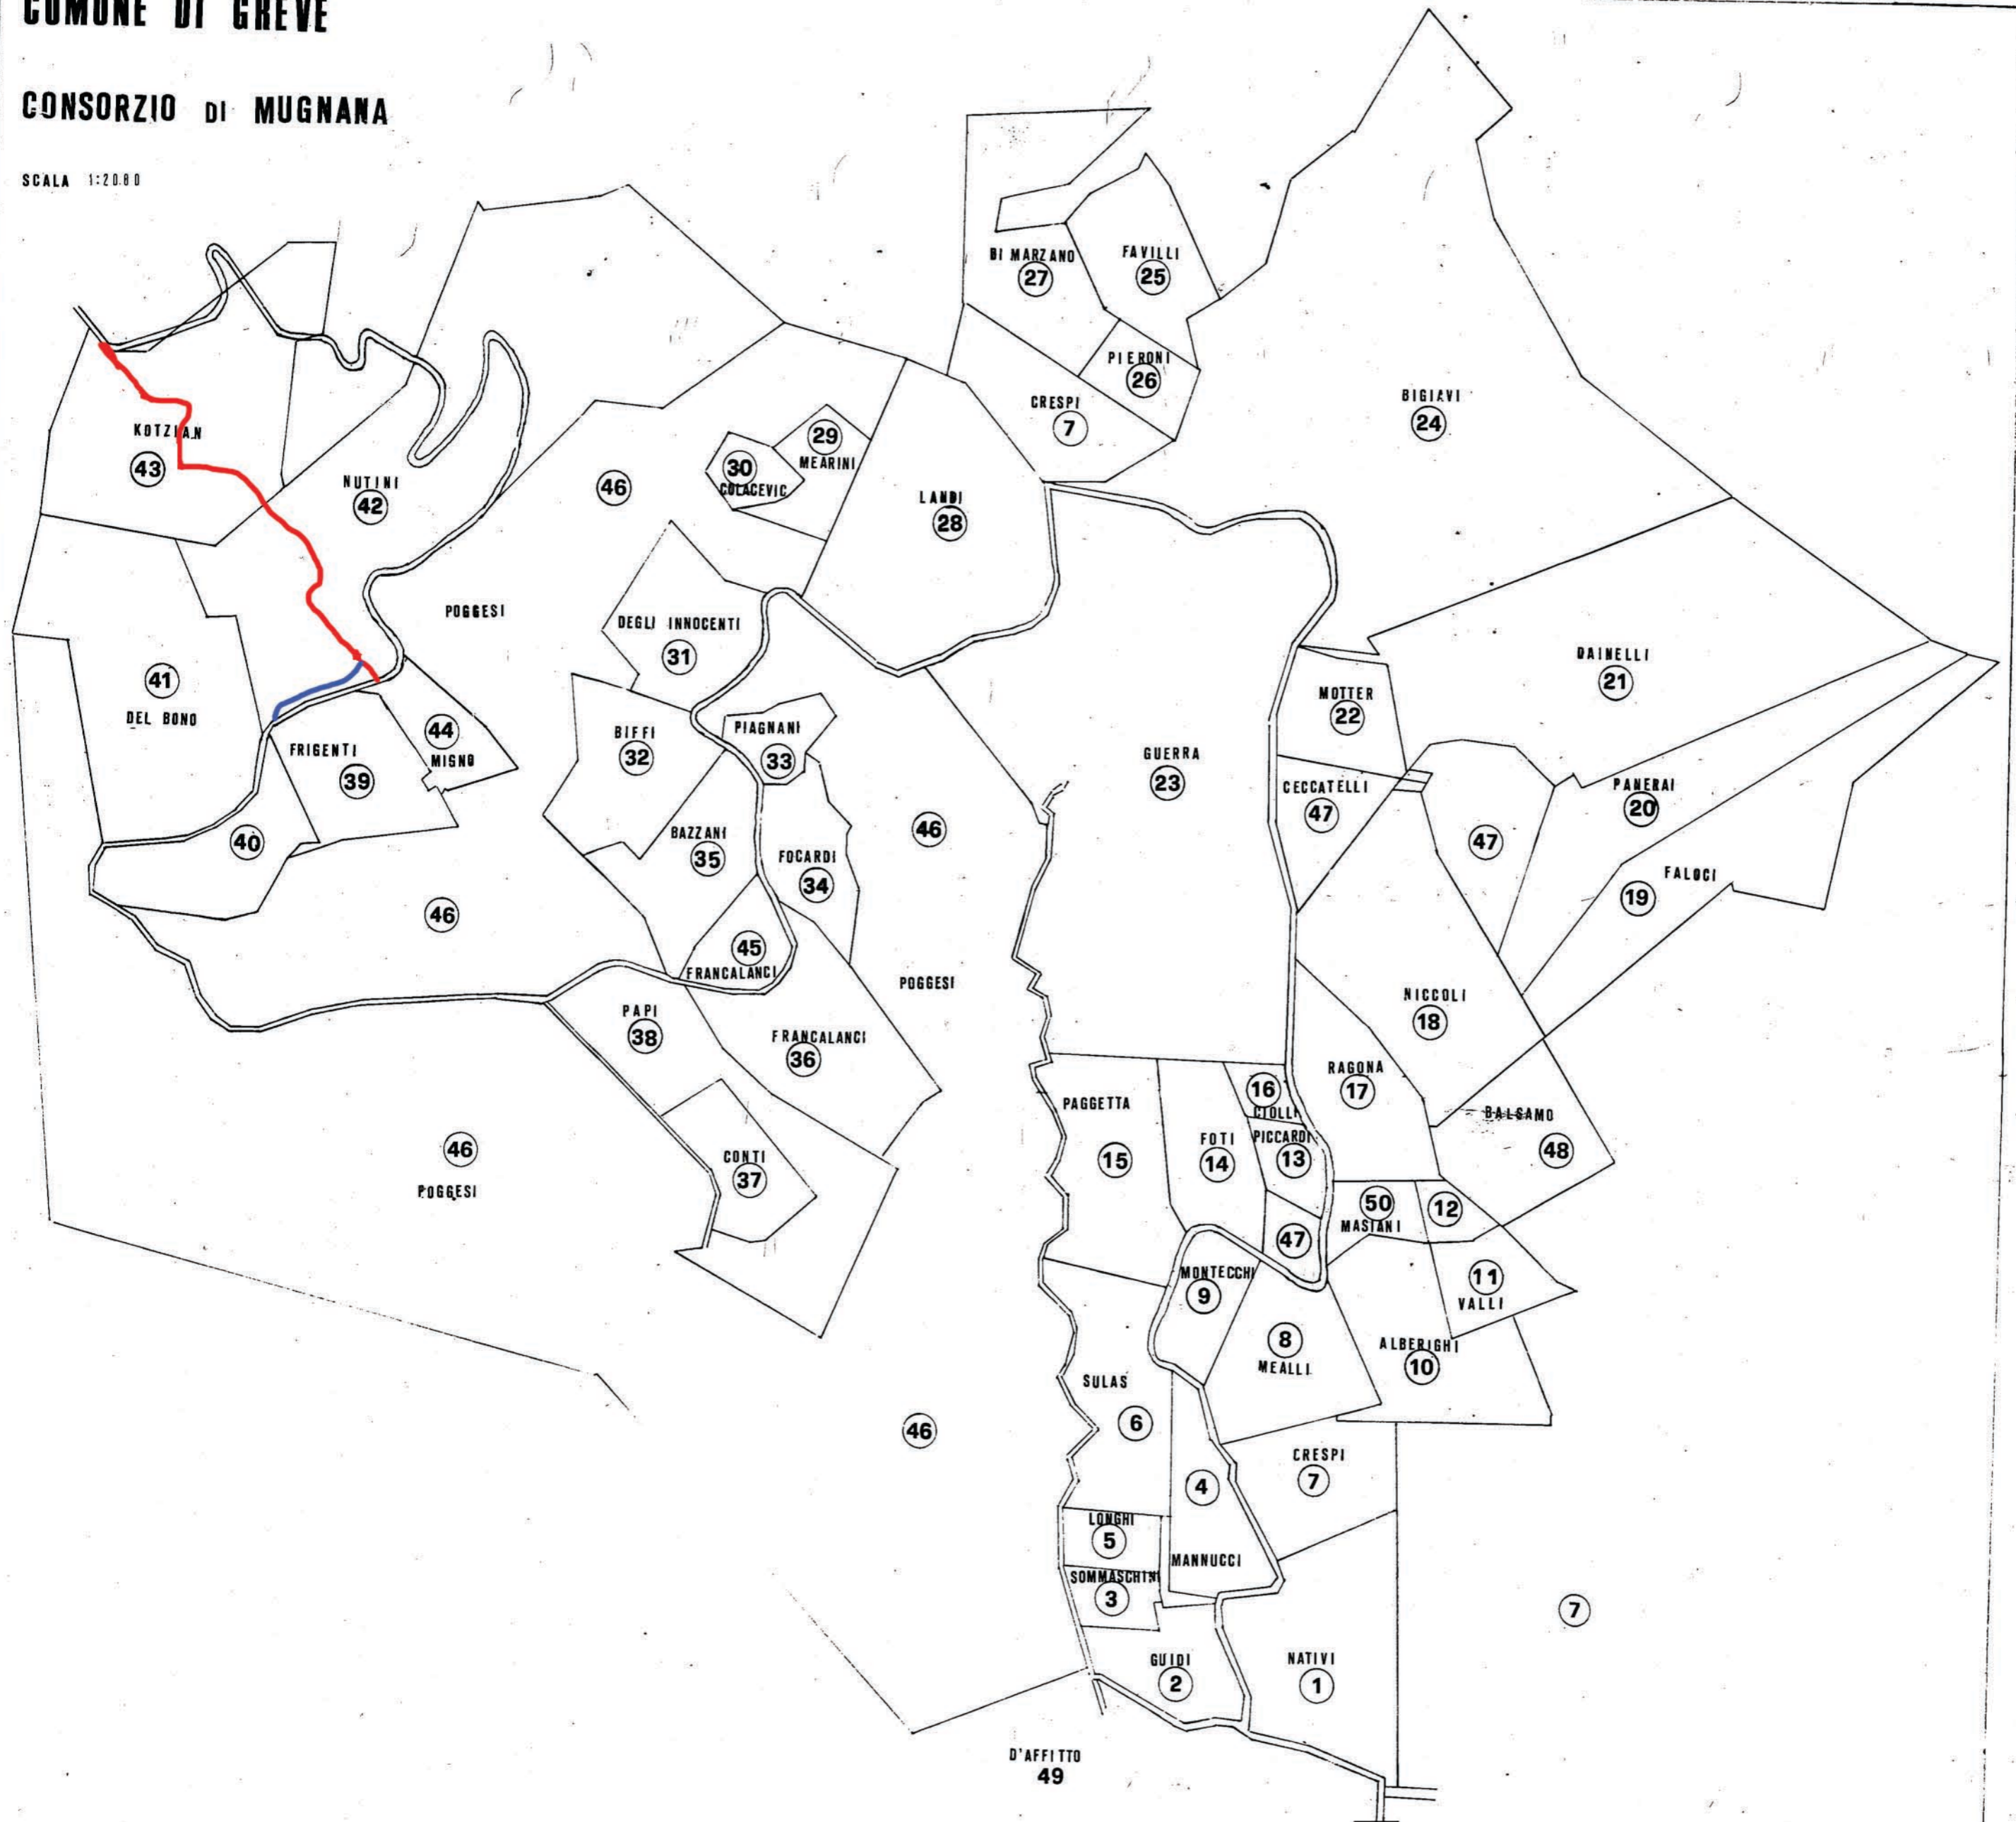 COMUNE DI GREVE
CONSORZIO DI MUGNANA
SCALA 1:2080
DI MARZANO
27
FAVILLI
25
PIERONI
26
CRESPI
7
BIGIAVI
24
KOTZIAN
43
NUTINI
42
46
29
MEARINI
30
COLACEVIC
LANDI
28
POGGESI
DEGLI INNOCENTI
31
41
DEL BONO
44
MISNO
FRIGENTI
39
40
BIFFI
32
PIAGNANI
33
GUERRA
23
MOTTER
22
DAINELLI
21
CECCATELLI
47
PANERAI
20
47
FALOCI
19
BAZZANI
35
FOCARDI
34
46
46
45
FRANCALANCI
POGGESI
NICCOLI
18
PAPI
38
FRANCALANCI
36
RAGONA
17
16
CIOLLI
PAGGETTA
15
FOTI
14
PICCARDI
13
BALSAMO
48
46
POGGESI
CONTI
37
50
MASIANI
12
47
MONTECCHI
9
11
VALLI
8
MEALLI
ALBERIGHI
10
SULAS
6
46
CRESPI
7
4
MANNUCCI
LONGHI
5
SOMMASCHINI
3
7
GUIDI
2
NATIVI
1
D'AFFITTO
49